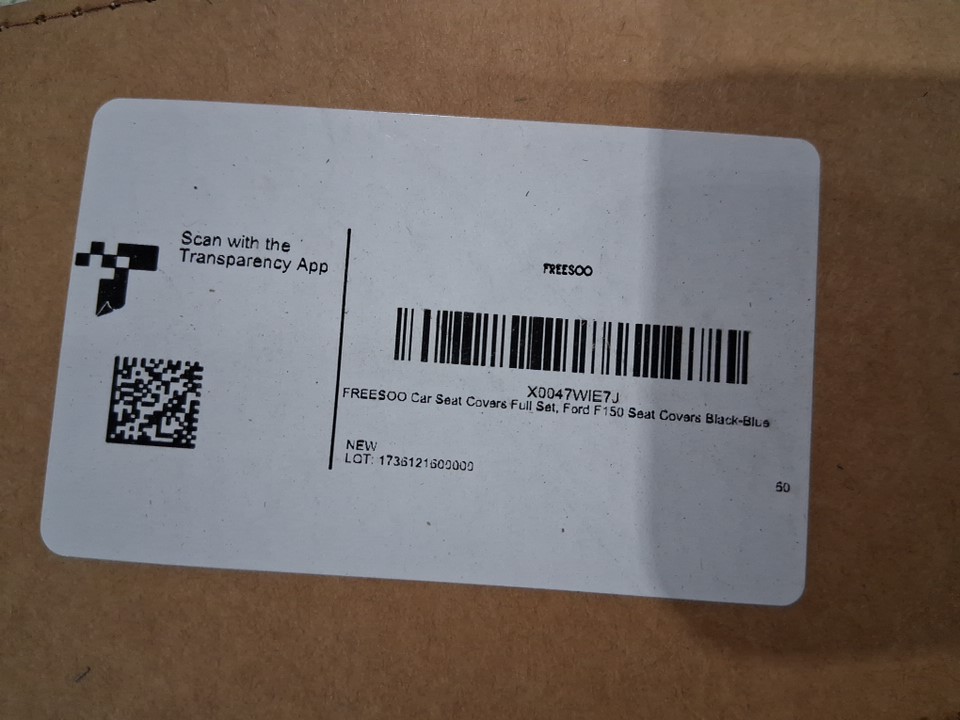 Scan with the
Transparency App
FREESOO
X0047WIE7J
FREESOO Car Seat Covers Full Set, Ford F150 Seat Covers Black-Blue
NEW
LOT: 1736121600000
60